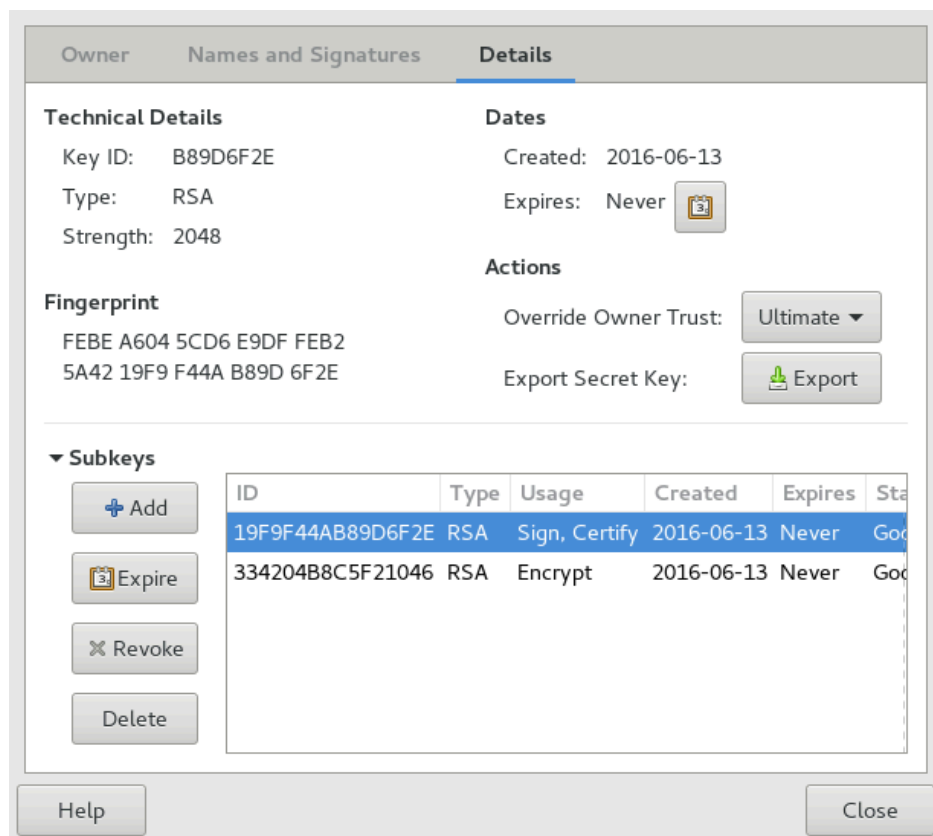 Owner Names and Signatures Details
Technical Details
Key ID: B89D6F2E
Type: RSA
Strength: 2048
Fingerprint
FEBE A604 5CD6 E9DF FEB2
5A42 19F9 F44A B89D 6F2E
Dates
Created: 2016-06-13
Expires: Never
Actions
Override Owner Trust: Ultimate
Export Secret Key: Export
Subkeys
Add
Expire
Revoke
Delete
ID Type Usage Created Expires Sta
19F9F44AB89D6F2E RSA Sign, Certify 2016-06-13 Never Goo
334204B8C5F21046 RSA Encrypt 2016-06-13 Never Goo
Help Close